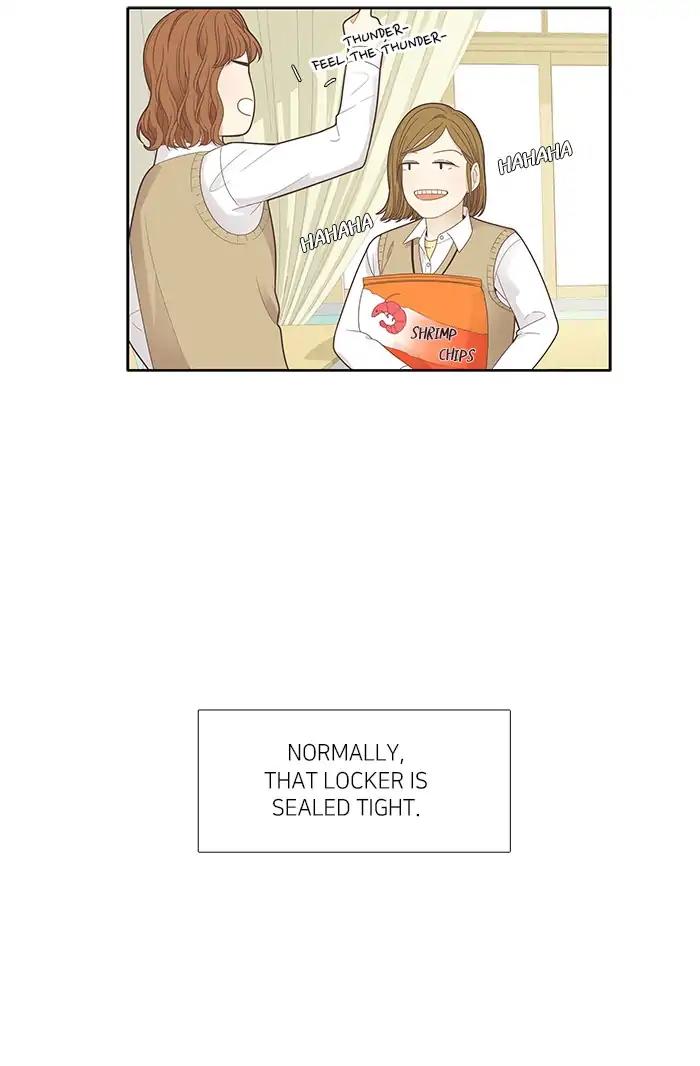 THUNDER-
FEEL THE THUNDER-
HAHAHA
HAHAHA
SHRIMP
CHIPS
NORMALLY,
THAT LOCKER IS
SEALED TIGHT.